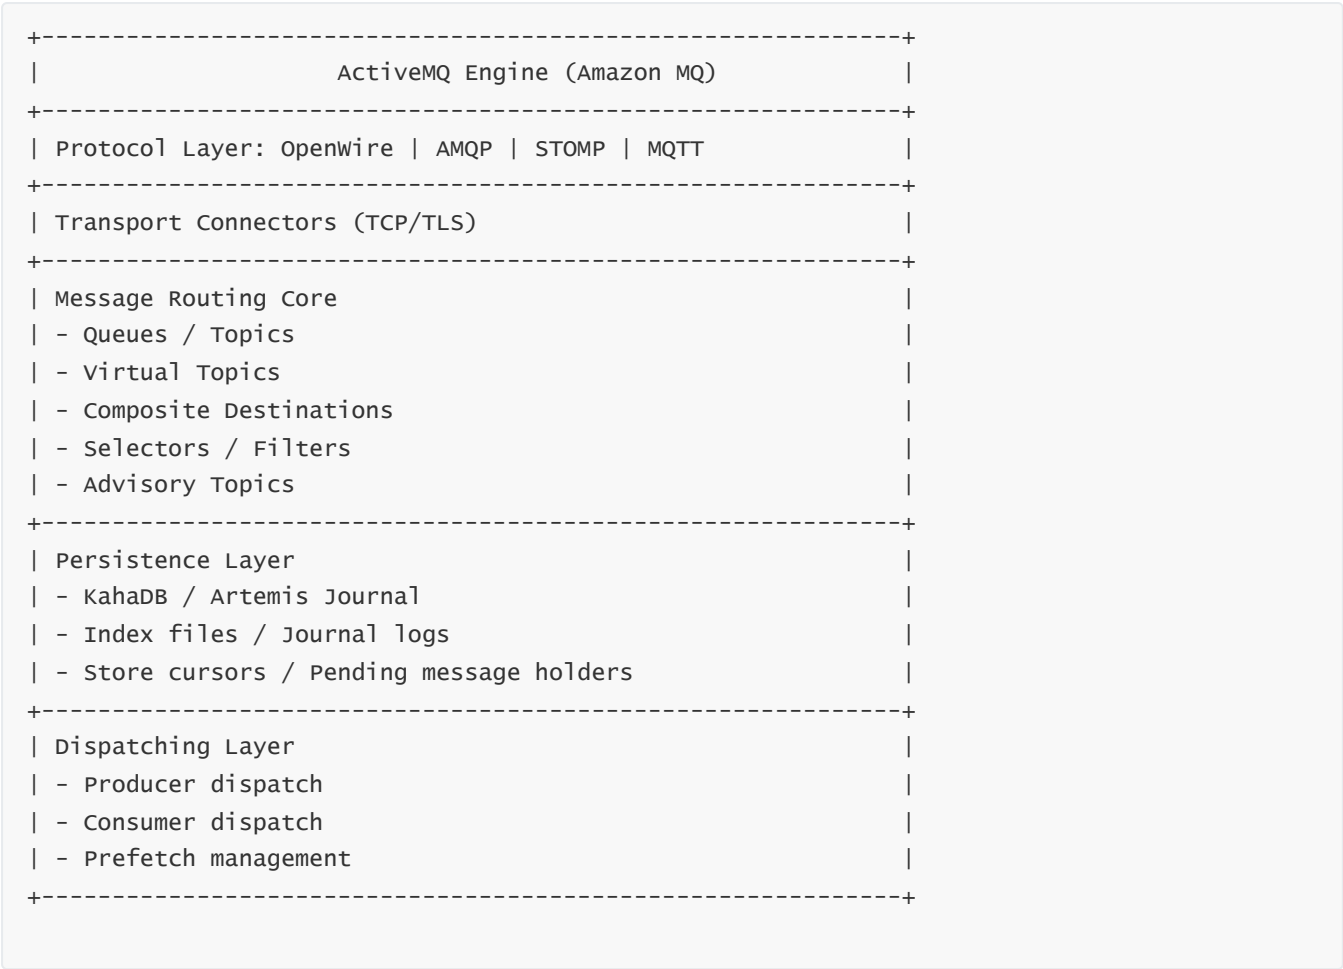 +-------------------------------------------------------------+
|                     ActiveMQ Engine (Amazon MQ)             |
+-------------------------------------------------------------+
| Protocol Layer: OpenWire | AMQP | STOMP | MQTT              |
+-------------------------------------------------------------+
| Transport Connectors (TCP/TLS)                              |
+-------------------------------------------------------------+
| Message Routing Core                                        |
| - Queues / Topics                                           |
| - Virtual Topics                                            |
| - Composite Destinations                                    |
| - Selectors / Filters                                       |
| - Advisory Topics                                           |
+-------------------------------------------------------------+
| Persistence Layer                                           |
| - KahaDB / Artemis Journal                                  |
| - Index files / Journal logs                                |
| - Store cursors / Pending message holders                   |
+-------------------------------------------------------------+
| Dispatching Layer                                           |
| - Producer dispatch                                         |
| - Consumer dispatch                                         |
| - Prefetch management                                       |
+-------------------------------------------------------------+